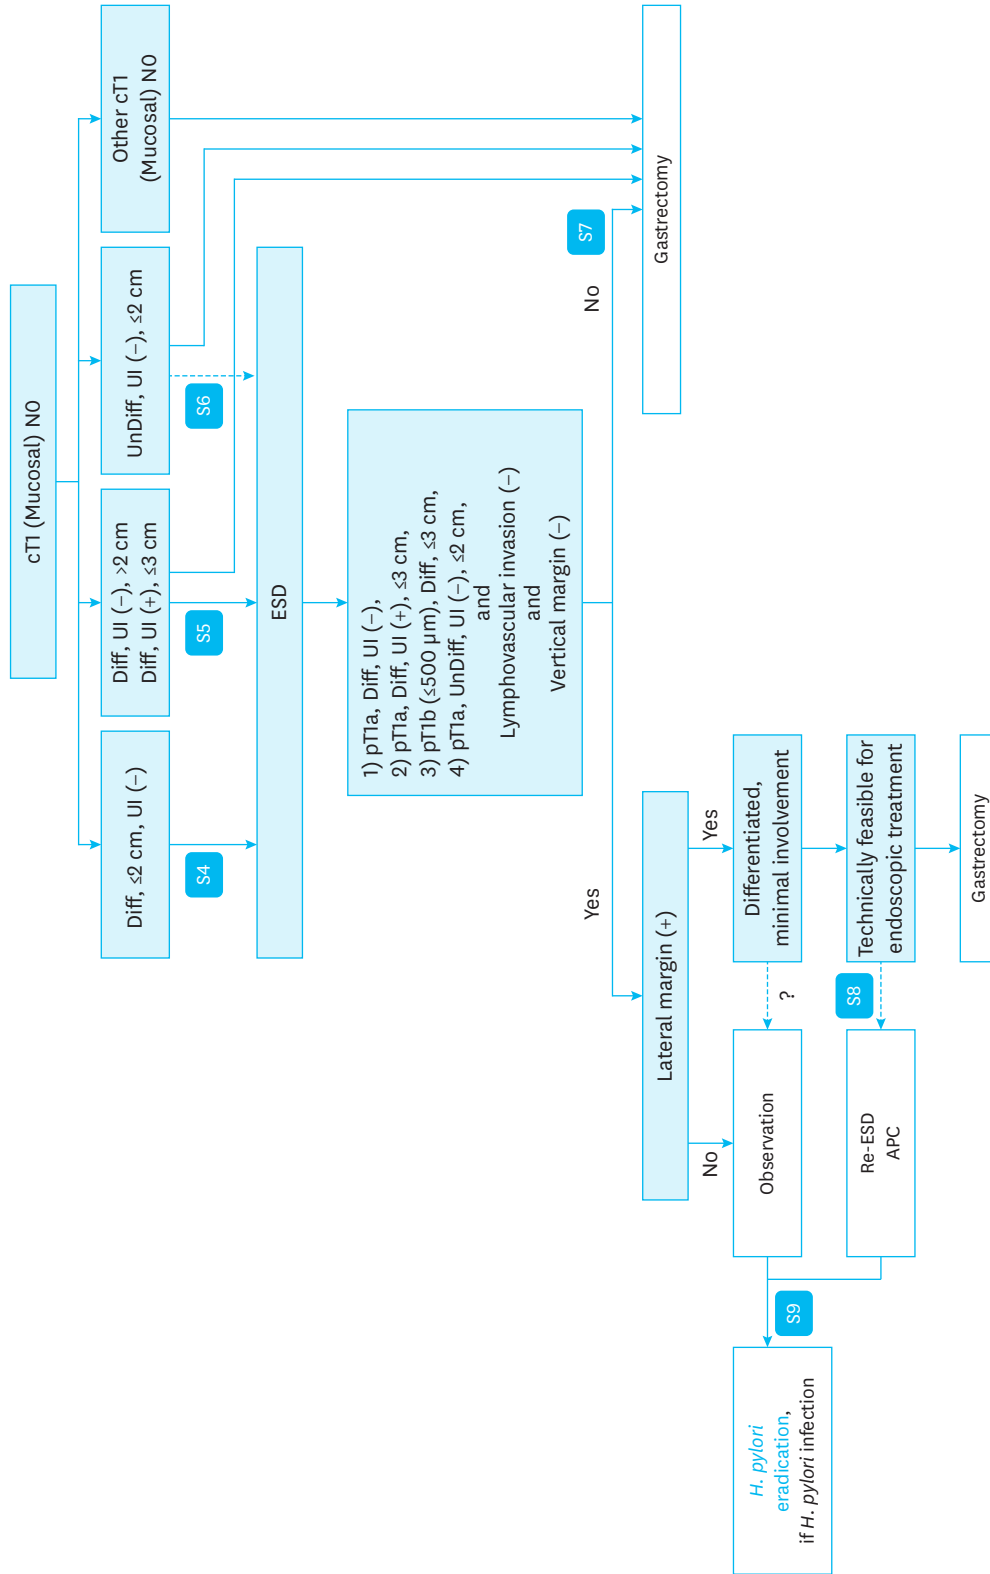 cT1 (Mucosal) N0
Diff, ≤2 cm, UI (−)
Diff, UI (−), >2 cm
Diff, UI (+), ≤3 cm
UnDiff, UI (−), ≤2 cm
Other cT1
(Mucosal) N0
S4
S5
S6
ESD
1) pT1a, Diff, UI (−),
2) pT1a, Diff, UI (+), ≤3 cm,
3) pT1b (≤500 µm), Diff, ≤3 cm,
4) pT1a, UnDiff, UI (−), ≤2 cm,
and
Lymphovascular invasion (−)
and
Vertical margin (−)
Yes
No
S7
Lateral margin (+)
Gastrectomy
No
Yes
H. pylori
eradication,
if H. pylori infection
S9
Observation
?
Differentiated,
minimal involvement
Re-ESD
APC
S8
Technically feasible for
endoscopic treatment
Gastrectomy